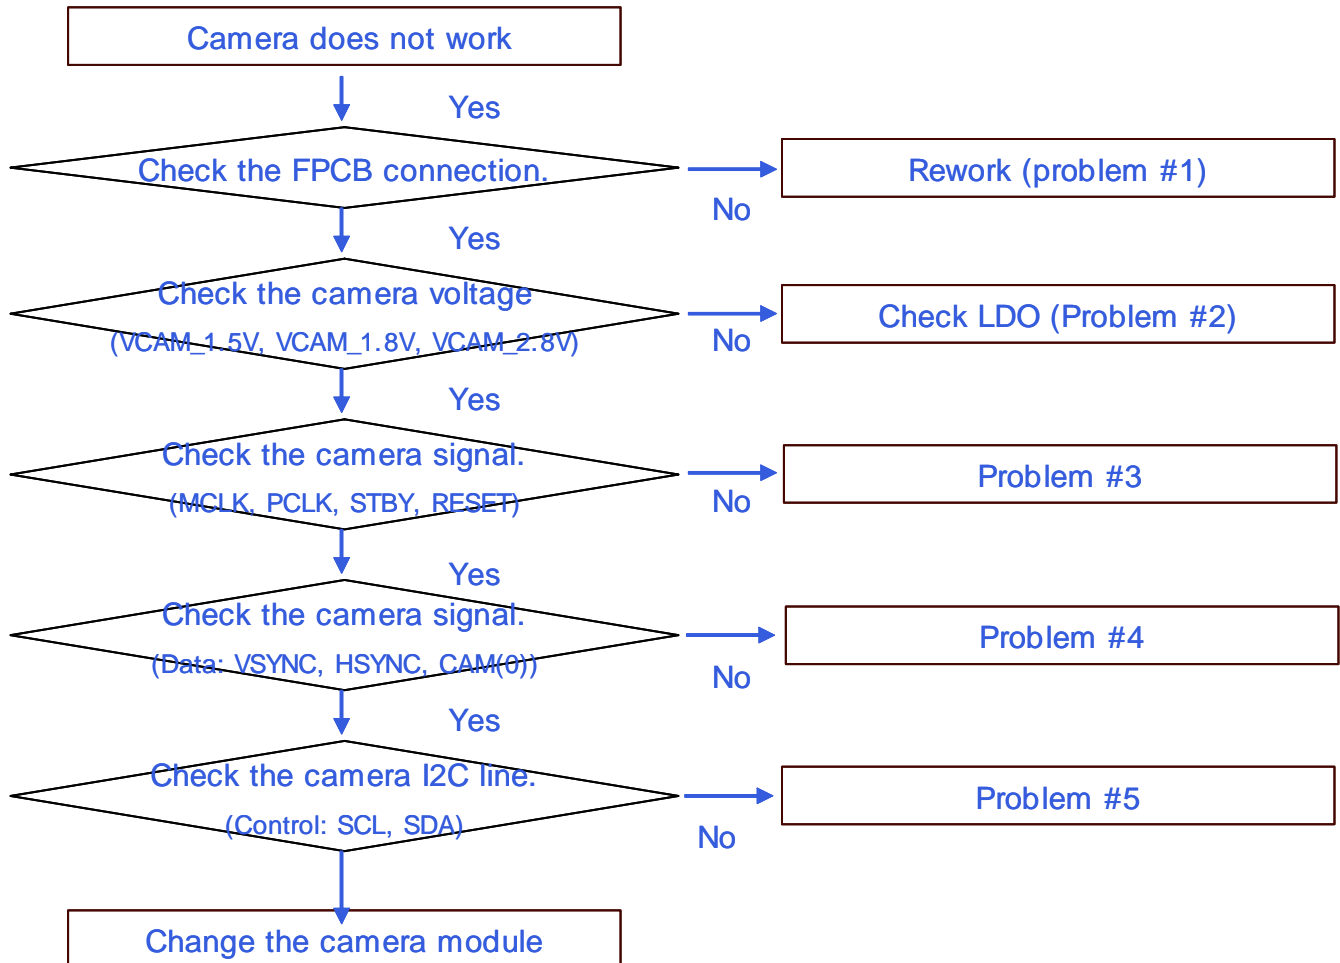 Camera does not work
Yes
Check the FPCB connection.
Rework (problem #1)
No
Yes
Check the camera voltage
(VCAM_1.5V, VCAM_1.8V, VCAM_2.8V)
Check LDO (Problem #2)
No
Yes
Check the camera signal.
(MCLK, PCLK, STBY, RESET)
Problem #3
No
Yes
Check the camera signal.
(Data: VSYNC, HSYNC, CAM(0))
Problem #4
No
Yes
Check the camera I2C line.
(Control: SCL, SDA)
Problem #5
No
Change the camera module